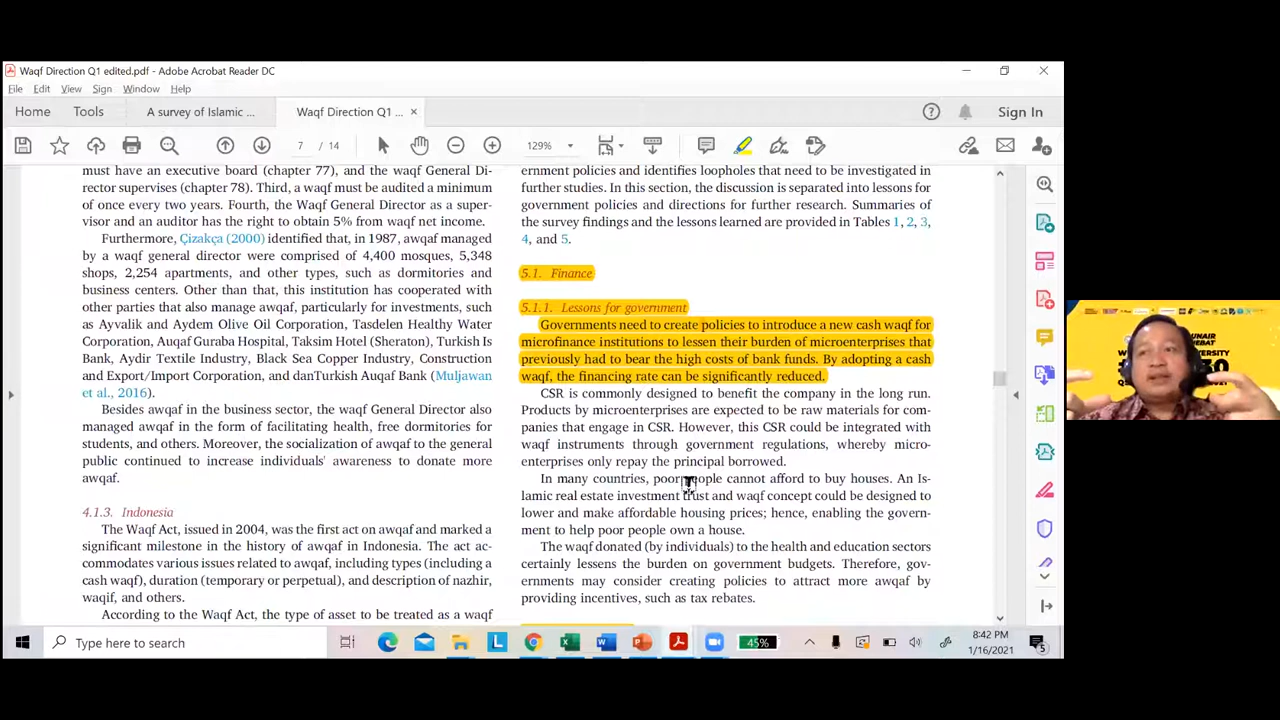 Waqf Direction Q1 edited.pdf - Adobe Acrobat Reader DC
File Edit View Window Help
Home Tools A survey of Islamic ... Waqf Direction Q1 ... × Sign In
7 / 14 129%
must have an executive board (chapter 77), and the waqf General Di-
rector supervises (chapter 78). Third, a waqf must be audited a minimum
of once every two years. Fourth, the Waqf General Director as a super-
visor and an auditor has the right to obtain 5% from waqf net income.
Furthermore, Çizakça (2000) identified that, in 1987, awqaf managed
by a waqf general director were comprised of 4,400 mosques, 5,348
shops, 2,254 apartments, and other types, such as dormitories and
business centers. Other than that, this institution has cooperated with
other parties that also manage awqaf, particularly for investments, such
as Ayvalik and Aydem Olive Oil Corporation, Tasdelen Healthy Water
Corporation, Auqaf Guraba Hospital, Taksim Hotel (Sheraton), Turkish Is
Bank, Aydir Textile Industry, Black Sea Copper Industry, Construction
and Export/Import Corporation, and danTurkish Auqaf Bank (Muljawan
et al., 2016).
Besides awqaf in the business sector, the waqf General Director also
managed awqaf in the form of facilitating health, free dormitories for
students, and others. Moreover, the socialization of awqaf to the general
public continued to increase individuals' awareness to donate more
awqaf.
4.1.3. Indonesia
The Waqf Act, issued in 2004, was the first act on awqaf and marked a
significant milestone in the history of awqaf in Indonesia. The act ac-
commodates various issues related to awqaf, including types (including a
cash waqf), duration (temporary or perpetual), and description of nazhir,
waqif, and others.
According to the Waqf Act, the type of asset to be treated as a waqf
ernment policies and identifies loopholes that need to be investigated in
further studies. In this section, the discussion is separated into lessons for
government policies and directions for further research. Summaries of
the survey findings and the lessons learned are provided in Tables 1, 2, 3,
4, and 5.
5.1. Finance
5.1.1. Lessons for government
Governments need to create policies to introduce a new cash waqf for
microfinance institutions to lessen their burden of microenterprises that
previously had to bear the high costs of bank funds. By adopting a cash
waqf, the financing rate can be significantly reduced.
CSR is commonly designed to benefit the company in the long run.
Products by microenterprises are expected to be raw materials for com-
panies that engage in CSR. However, this CSR could be integrated with
waqf instruments through government regulations, whereby micro-
enterprises only repay the principal borrowed.
In many countries, poor people cannot afford to buy houses. An Is-
lamic real estate investment trust and waqf concept could be designed to
lower and make affordable housing prices; hence, enabling the govern-
ment to help poor people own a house.
The waqf donated (by individuals) to the health and education sectors
certainly lessens the burden on government budgets. Therefore, gov-
ernments may consider creating policies to attract more awqaf by
providing incentives, such as tax rebates.
Type here to search
45%
8:42 PM
1/16/2021
5